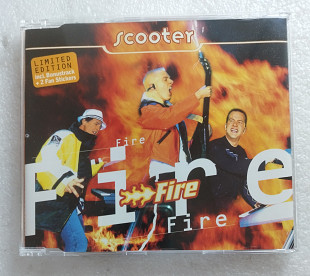 scooter
LIMITED
EDITION
incl. Bonustrack
+ 2 Fan Stickers
Fire
Fire
Fire
Fire